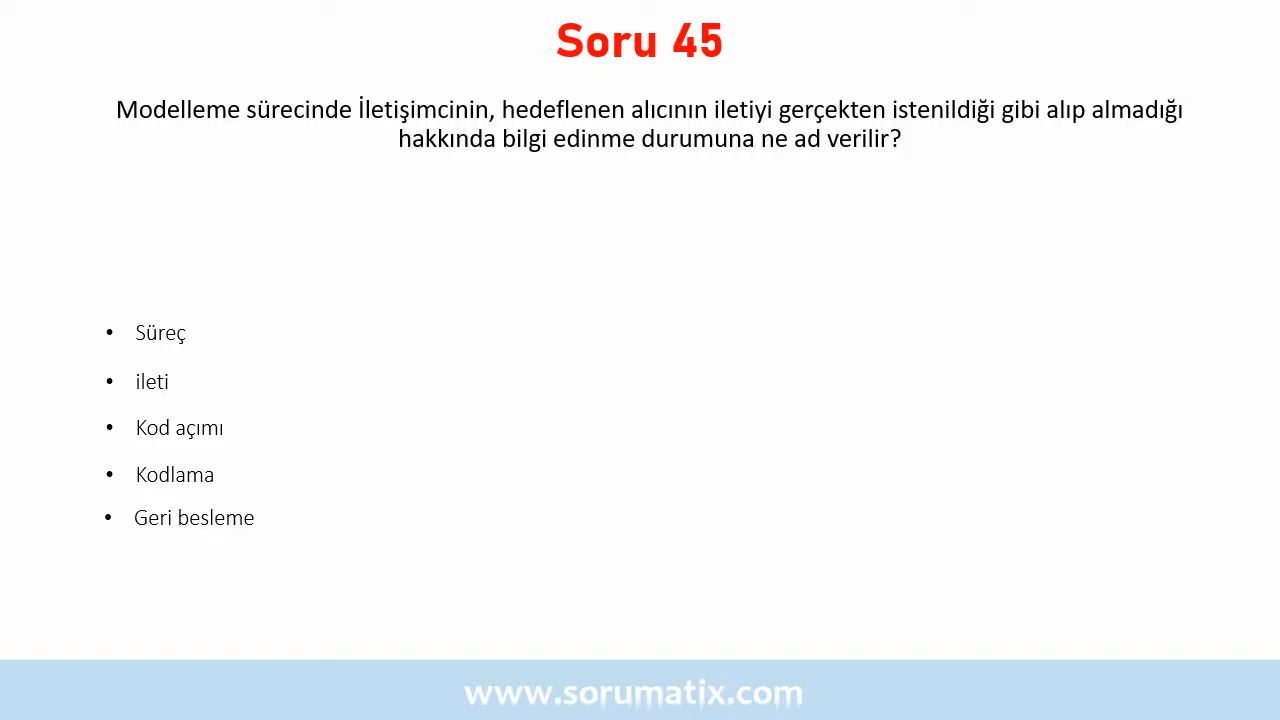 Soru 45
Modelleme sürecinde İletişimcinin, hedeflenen alıcının iletiyi gerçekten istenildiği gibi alıp almadığı
hakkında bilgi edinme durumuna ne ad verilir?
• Süreç
• ileti
• Kod açımı
• Kodlama
• Geri besleme
www.sorumatix.com